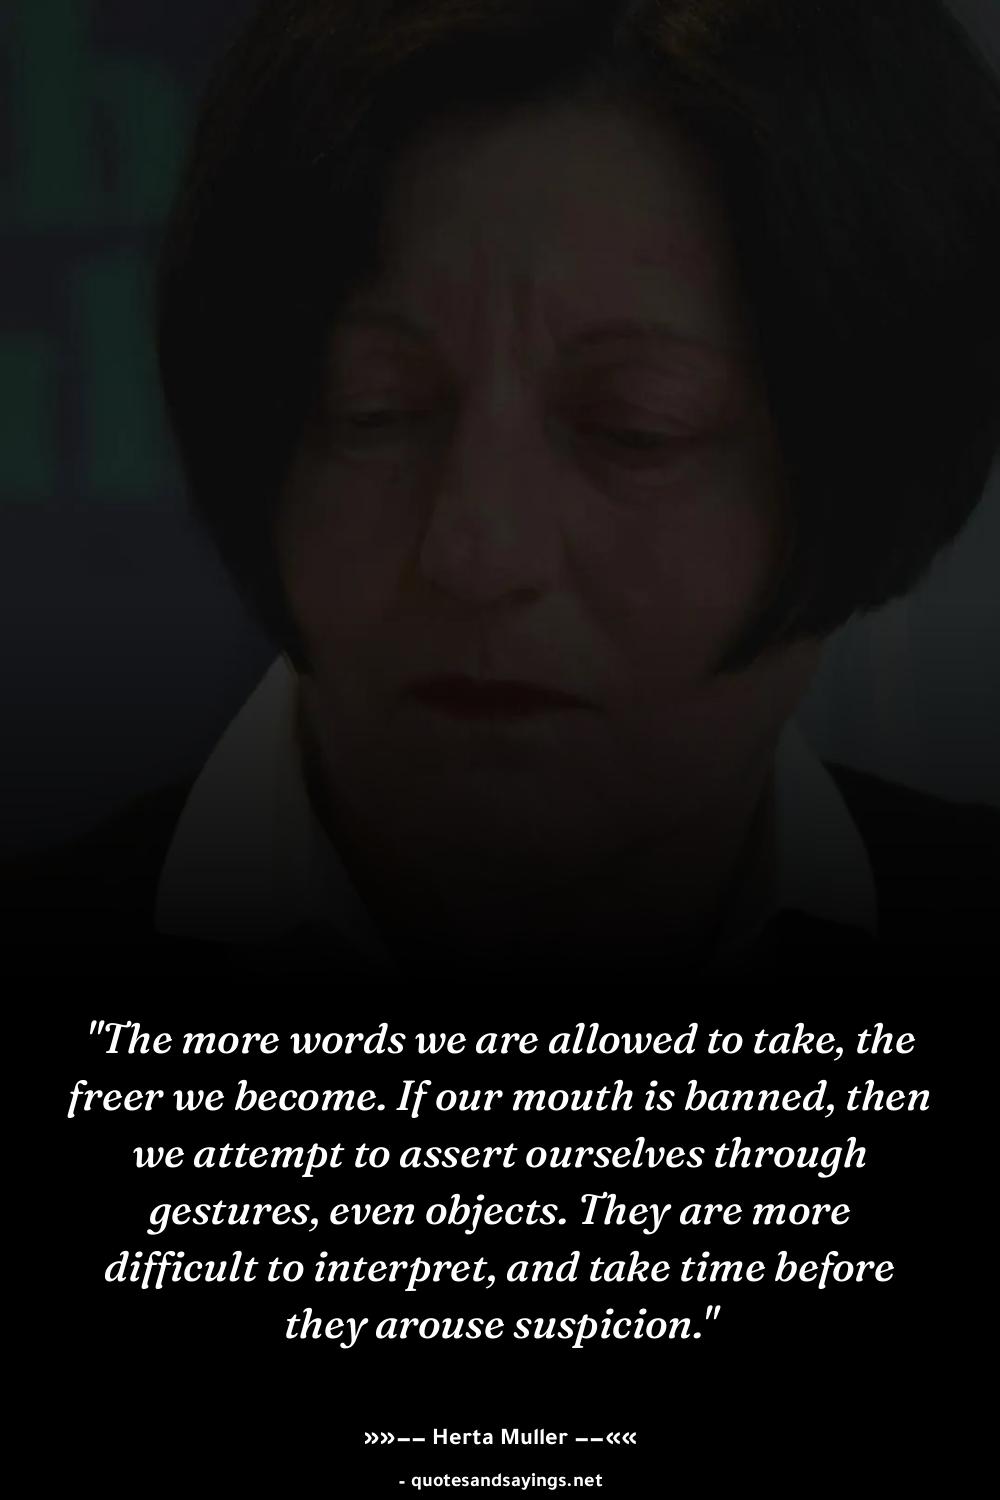 "The more words we are allowed to take, the
freer we become. If our mouth is banned, then
we attempt to assert ourselves through
gestures, even objects. They are more
difficult to interpret, and take time before
they arouse suspicion."
»»−− Herta Muller −−««
- quotesandsayings.net